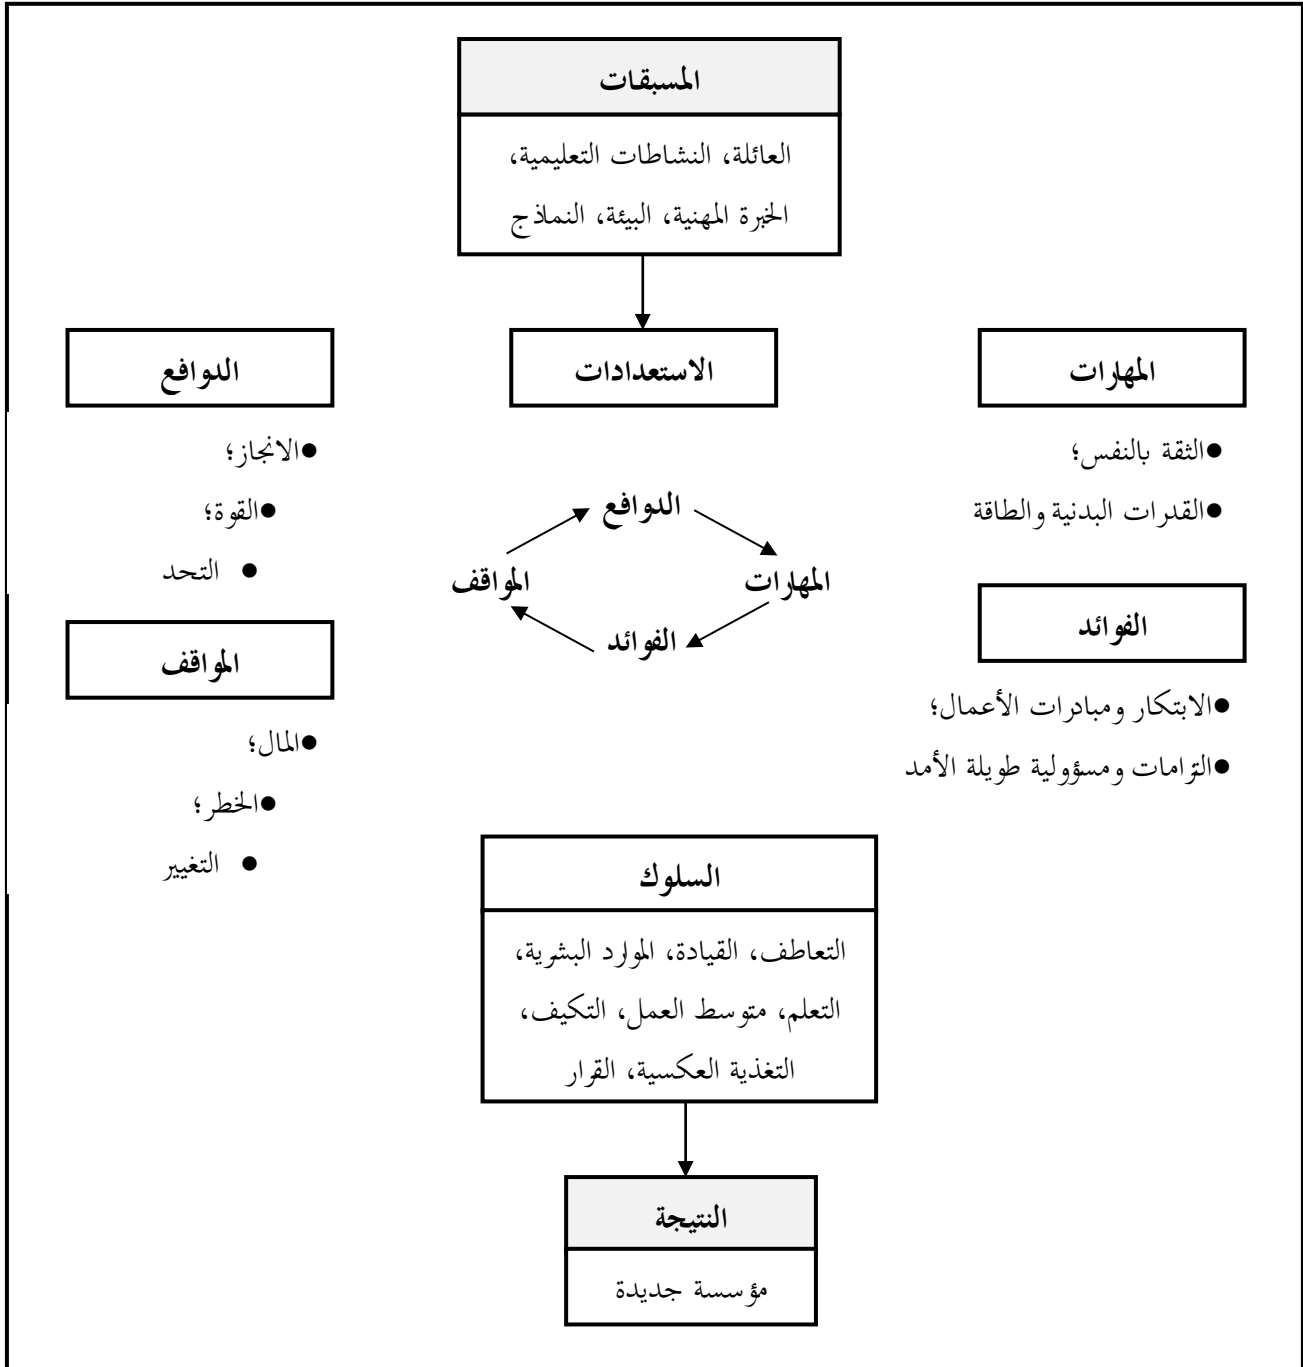 المسبقات
العائلة، النشاطات التعليمية،
الخبرة المهنية، البيئة، النماذج
المهارات
الاستعدادات
الدوافع
●الثقة بالنفس؛
●القدرات البدنية والطاقة
●الانجاز؛
●القوة؛
● التحد
الدوافع
المهارات
المواقف
الفوائد
الفوائد
●الابتكار ومبادرات الأعمال؛
●التزامات ومسؤولية طويلة الأمد
المواقف
●المال؛
●الخطر؛
● التغيير
السلوك
التعاطف، القيادة، الموارد البشرية،
التعلم، متوسط العمل، التكيف،
التغذية العكسية، القرار
النتيجة
مؤسسة جديدة